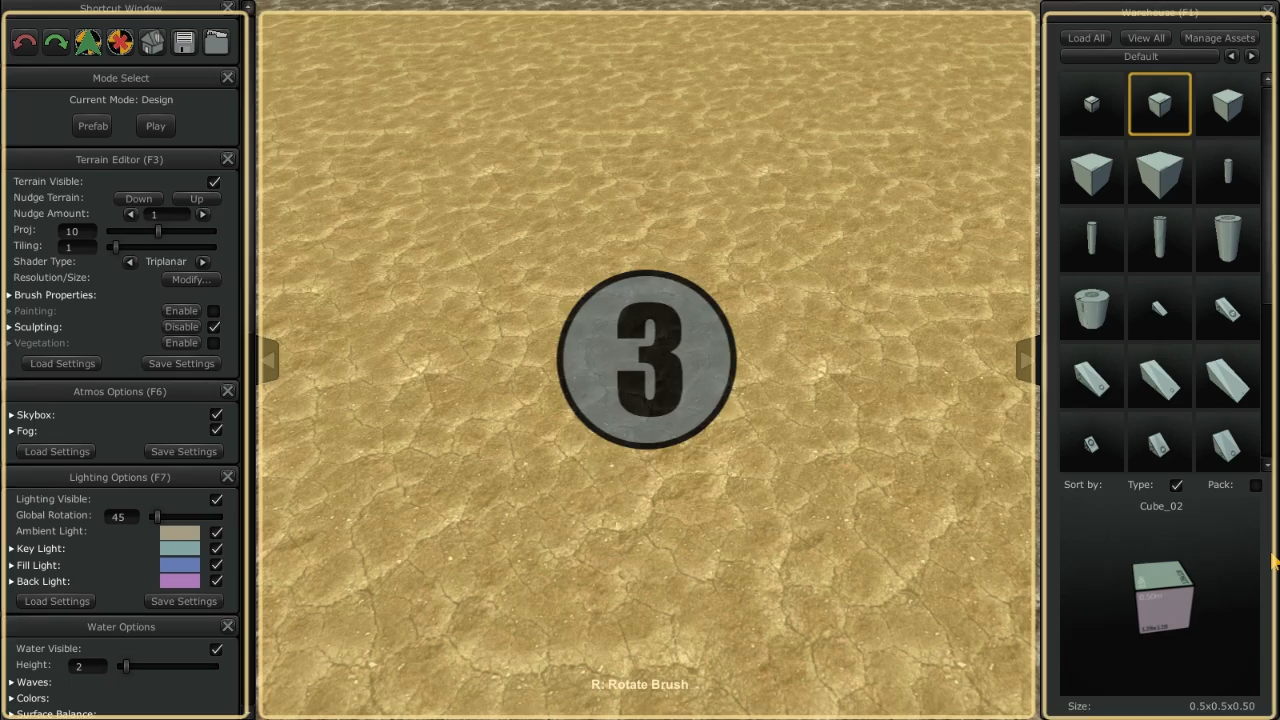 Shortcut Window
Mode Select
Current Mode: Design
Prefab
Play
Terrain Editor (F3)
Terrain Visible:
Nudge Terrain:
Down
Up
Nudge Amount:
1
Proj:
10
Tiling:
1
Shader Type:
Triplanar
Resolution/Size:
Modify...
Brush Properties:
Painting:
Enable
Sculpting:
Disable
Vegetation:
Enable
Load Settings
Save Settings
Atmos Options (F6)
Skybox:
Fog:
Load Settings
Save Settings
Lighting Options (F7)
Lighting Visible:
Global Rotation:
45
Ambient Light:
Key Light:
Fill Light:
Back Light:
Load Settings
Save Settings
Water Options
Water Visible:
Height:
2
Waves:
Colors:
Surface Balance:
3
R: Rotate Brush
Warehouse (F1)
Load All
View All
Manage Assets
Default
Sort by:
Type:
Pack:
Cube_02
0.50m
Size:
0.5x0.5x0.50